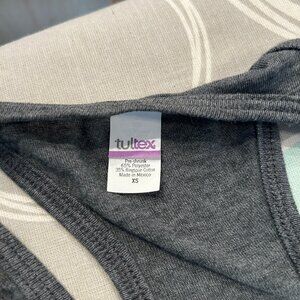 tultex
Pre-shrunk
65% Polyester
35% Ringspun Cotton
Made in Mexico
XS